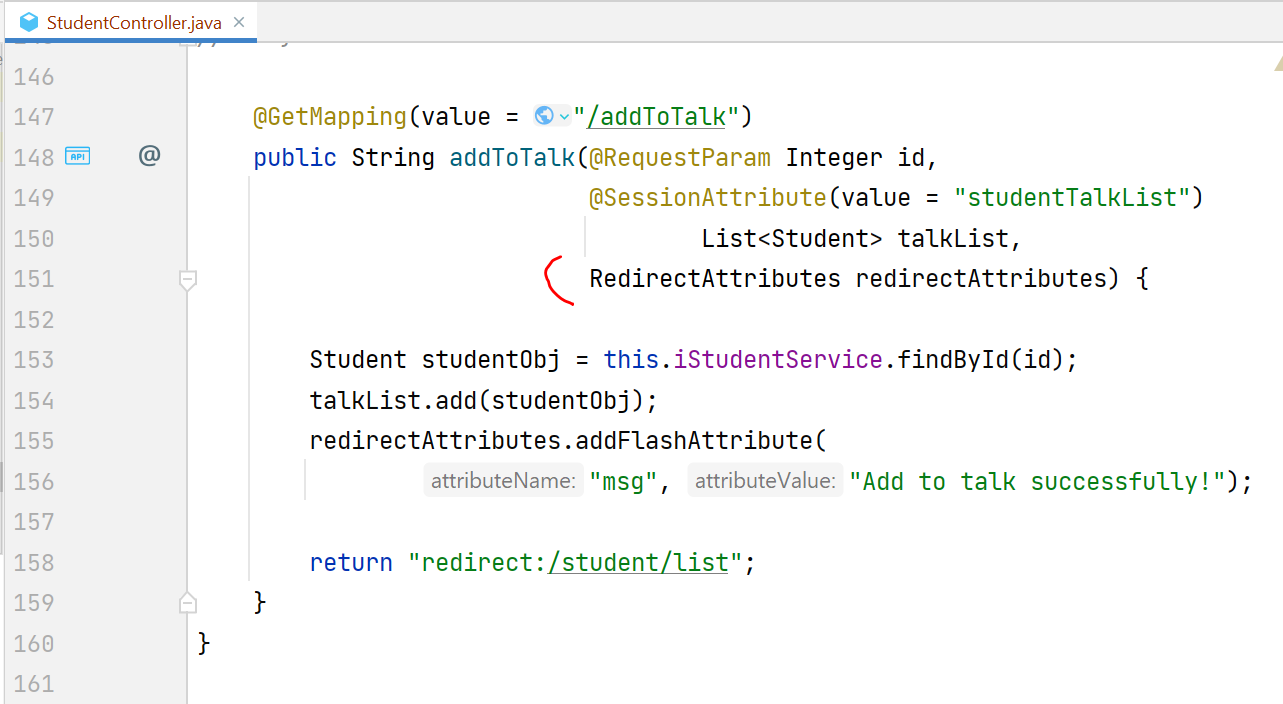 StudentController.java ×
146
147 @GetMapping(value = "/addToTalk")
148 API @ public String addToTalk(@RequestParam Integer id,
149 @SessionAttribute(value = "studentTalkList")
150 List<Student> talkList,
151 RedirectAttributes redirectAttributes) {
152
153 Student studentObj = this.iStudentService.findById(id);
154 talkList.add(studentObj);
155 redirectAttributes.addFlashAttribute(
156 attributeName: "msg", attributeValue: "Add to talk successfully!");
157
158 return "redirect:/student/list";
159 }
160 }
161